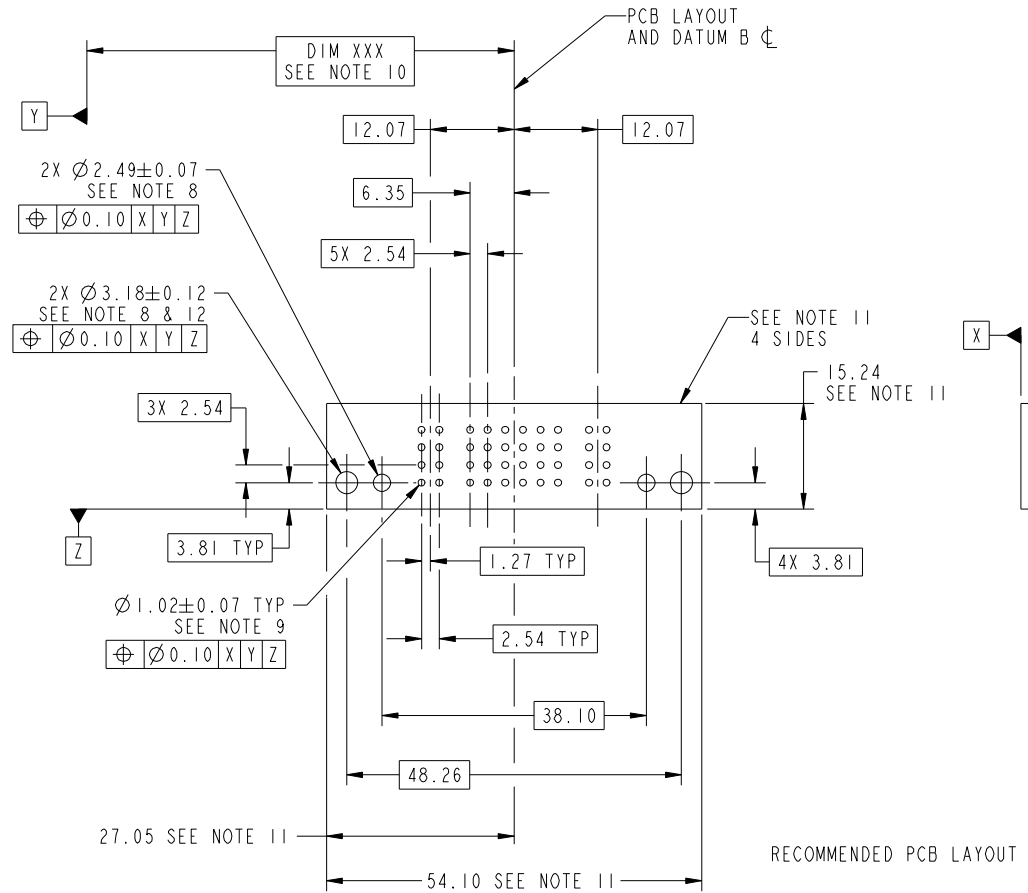 PCB LAYOUT
AND DATUM B ℄
DIM XXX
SEE NOTE 10
Y
12.07
12.07
2X Ø2.49±0.07
SEE NOTE 8
⌖ Ø0.10 X Y Z
6.35
5X 2.54
2X Ø3.18±0.12
SEE NOTE 8 & 12
⌖ Ø0.10 X Y Z
SEE NOTE 11
4 SIDES
X
15.24
SEE NOTE 11
3X 2.54
Z
3.81 TYP
1.27 TYP
4X 3.81
Ø1.02±0.07 TYP
SEE NOTE 9
⌖ Ø0.10 X Y Z
2.54 TYP
38.10
48.26
27.05 SEE NOTE 11
RECOMMENDED PCB LAYOUT
54.10 SEE NOTE 11